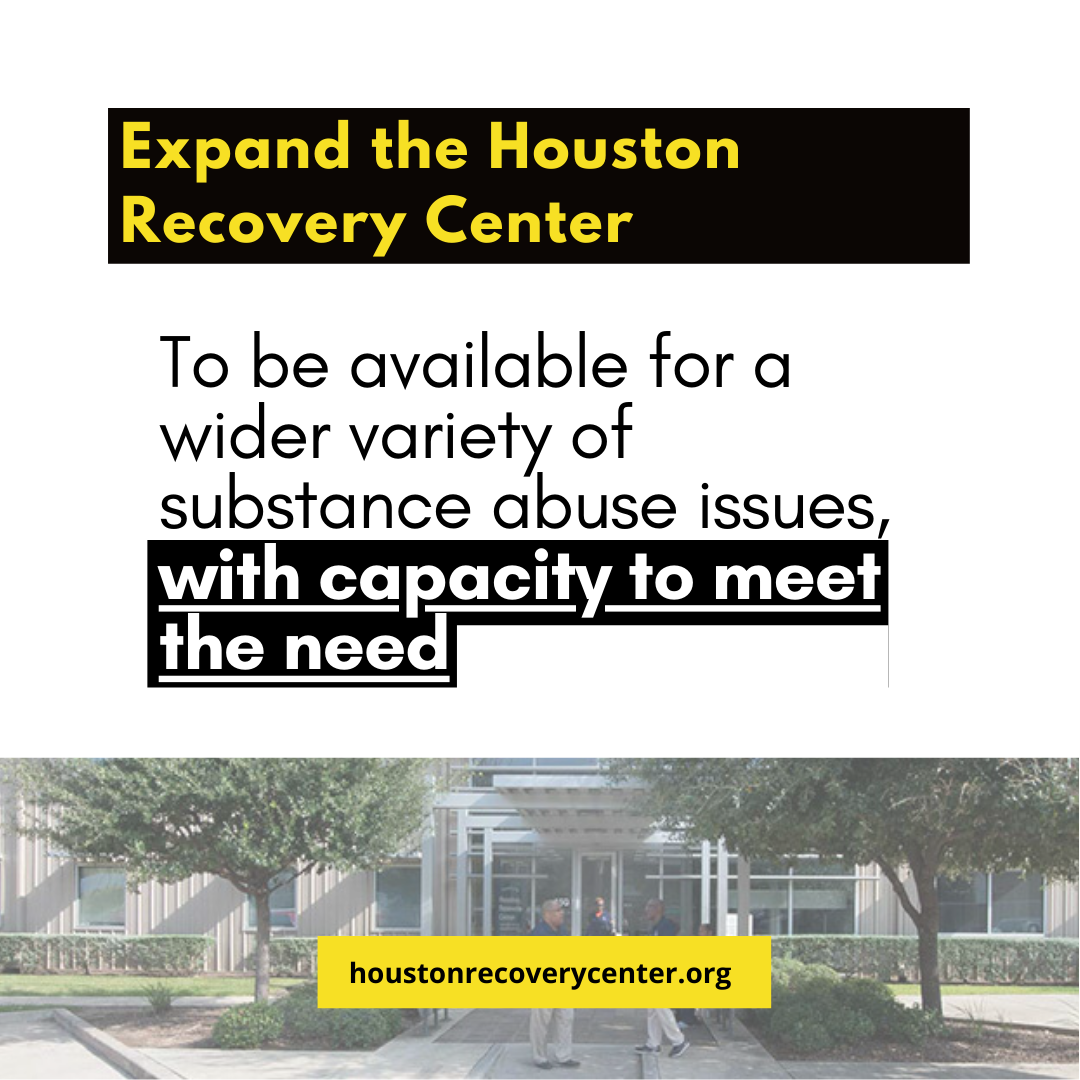 Expand the Houston
Recovery Center
To be available for a
wider variety of
substance abuse issues,
with capacity to meet
the need
houstonrecoverycenter.org